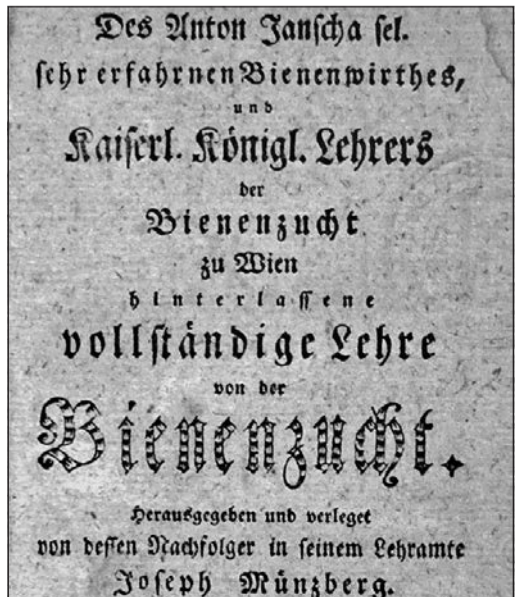 Des Anton Janscha sel.
sehr erfahrnen Bienenwirthes,
und
Kaiserl. Königl. Lehrers
der
Bienenzucht
zu Wien
hinterlassene
vollständige Lehre
von der
Bienenzucht.
Herausgegeben und verleget
von dessen Nachfolger in seinem Lehramte
Joseph Münzberg.